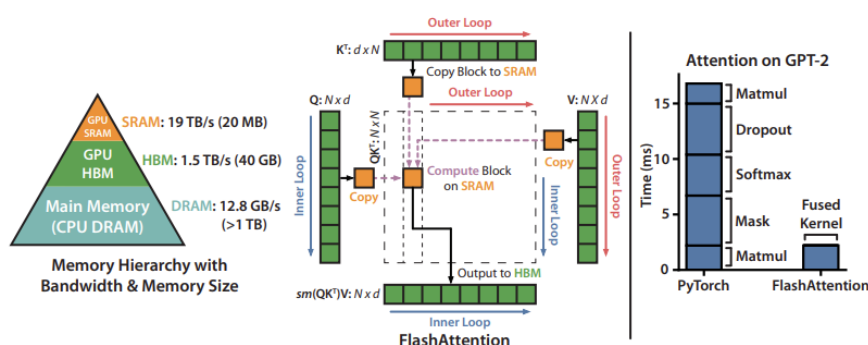 GPU
SRAM
SRAM: 19 TB/s (20 MB)
GPU
HBM
HBM: 1.5 TB/s (40 GB)
Main Memory
(CPU DRAM)
DRAM: 12.8 GB/s
(>1 TB)
Memory Hierarchy with
Bandwidth & Memory Size
Outer Loop
Kᵀ: d x N
Copy Block to SRAM
Outer Loop
Q: N x d
QKᵀ: N x N
V: N X d
Inner Loop
Copy
Compute Block
on SRAM
Copy
Inner Loop
Outer Loop
Output to HBM
sm(QKᵀ)V: N x d
Inner Loop
FlashAttention
Attention on GPT-2
Time (ms)
15
10
5
0
Matmul
Dropout
Softmax
Mask
Matmul
Fused
Kernel
PyTorch
FlashAttention